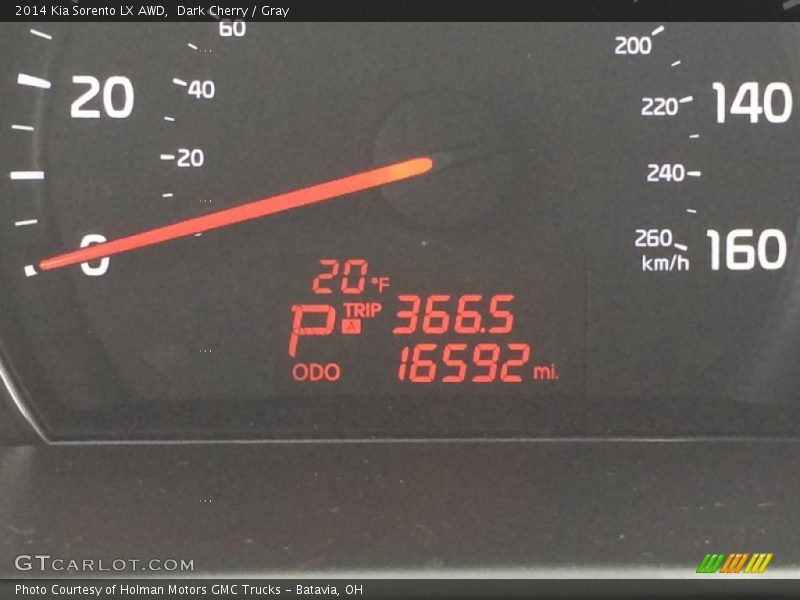 2014 Kia Sorento LX AWD,  Dark Cherry / Gray
60
200
20
40
220
140
20
240
0
260
160
km/h
20°F
P TRIP A 366.5
ODO 16592 mi.
GTCARLOT.COM
Photo Courtesy of Holman Motors GMC Trucks – Batavia, OH